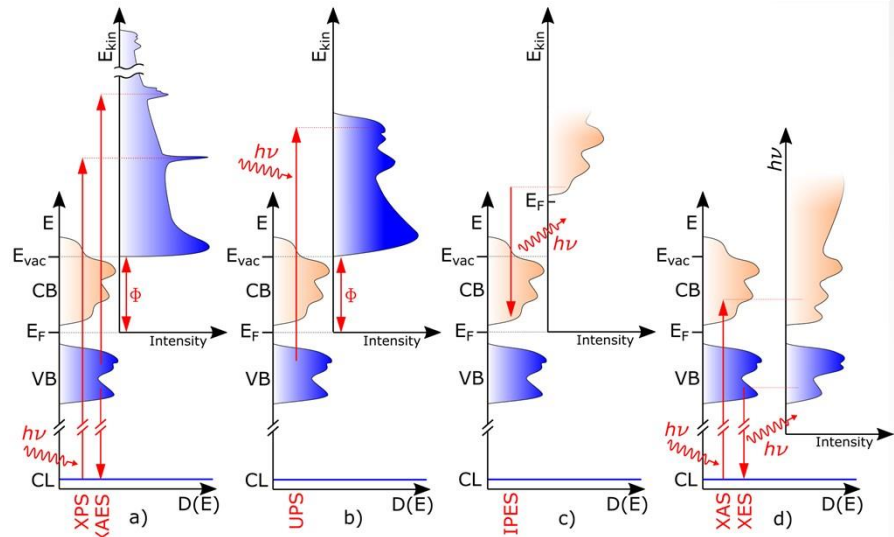 E_kin
E
E_vac
CB
Φ
E_F
Intensity
VB
hν
CL
XPS
XAES
a)
D(E)
E_kin
hν
E
E_vac
CB
Φ
E_F
Intensity
VB
CL
UPS
b)
D(E)
E_kin
E_F
E
E_vac
hν
CB
E_F
Intensity
VB
CL
IPES
c)
D(E)
hν
E
E_vac
CB
E_F
VB
hν
hν
Intensity
CL
XAS
XES
d)
D(E)